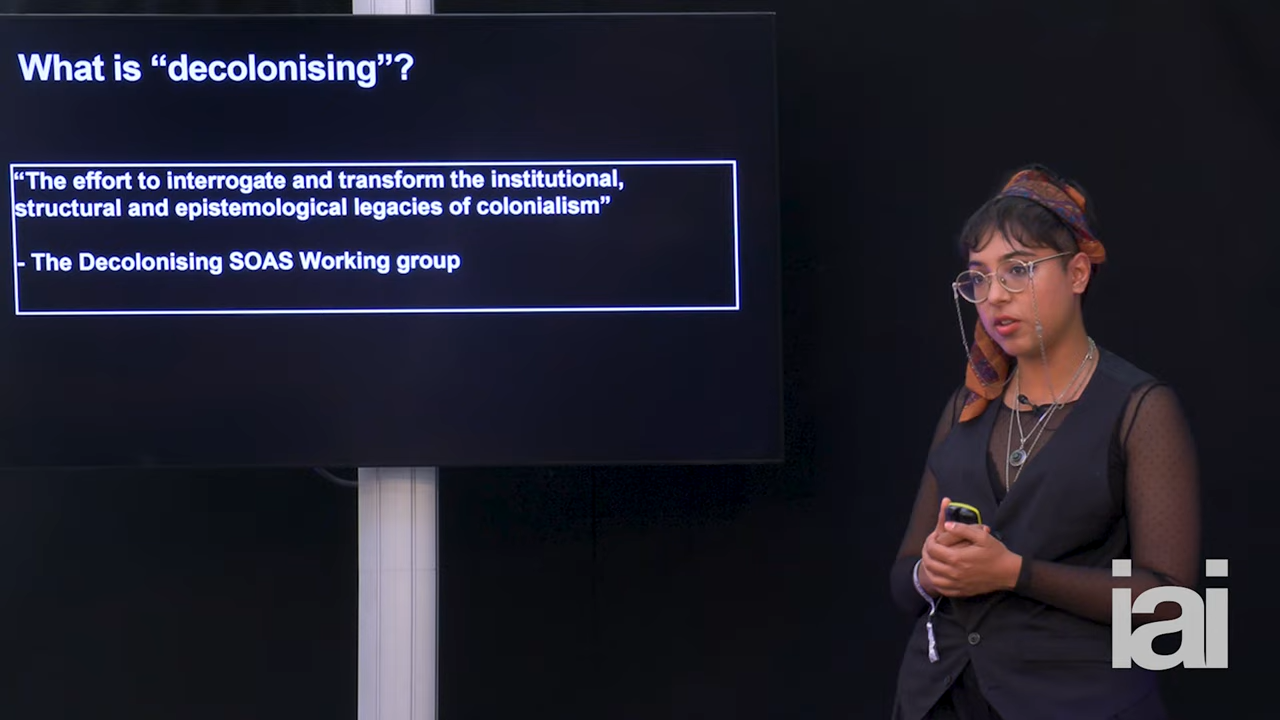 What is “decolonising”?
“The effort to interrogate and transform the institutional,
structural and epistemological legacies of colonialism”
- The Decolonising SOAS Working group
iai